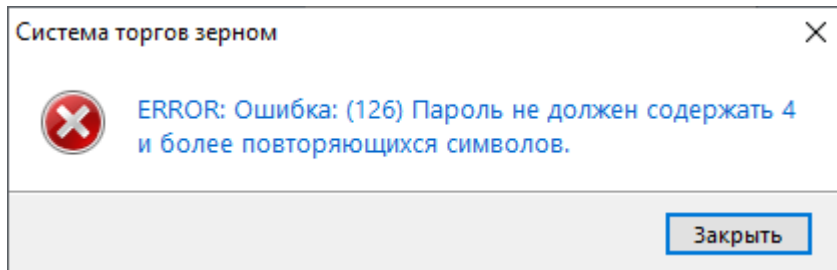 Система торгов зерном
ERROR: Ошибка: (126) Пароль не должен содержать 4
и более повторяющихся символов.
Закрыть